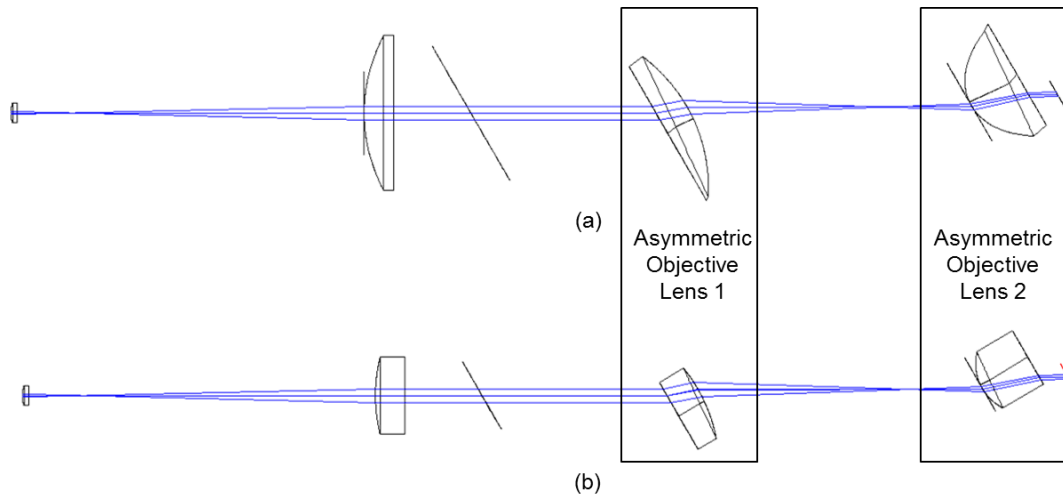 (a)
Asymmetric
Objective
Lens 1
Asymmetric
Objective
Lens 2
(b)